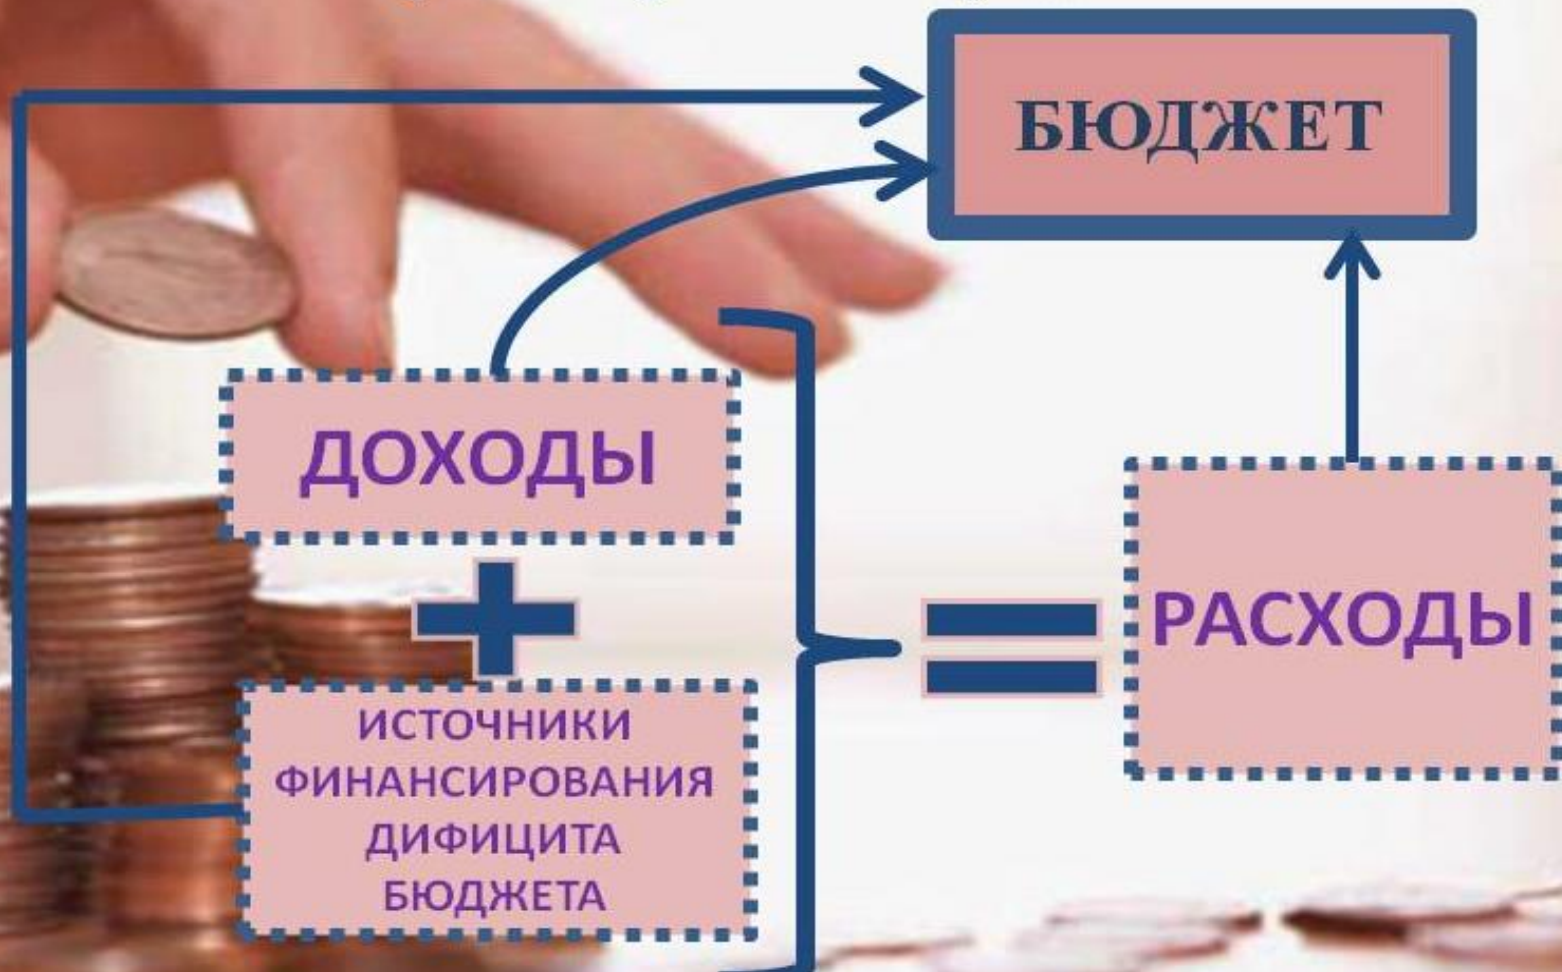 БЮДЖЕТ
ДОХОДЫ
+
ИСТОЧНИКИ
ФИНАНСИРОВАНИЯ
ДИФИЦИТА
БЮДЖЕТА
=
РАСХОДЫ